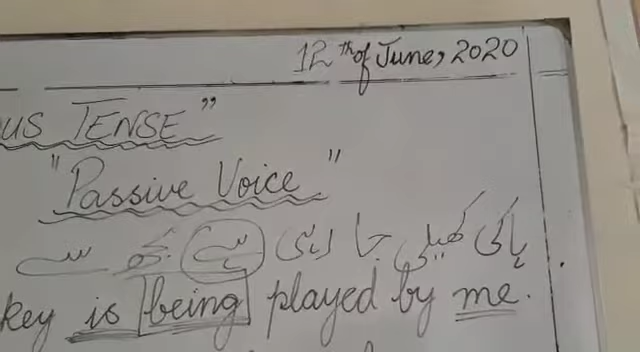 12th of June, 2020
US TENSE"
"Passive Voice"
ہاکی کھیلی جا رہی ہے مجھ سے
key is being played by me.